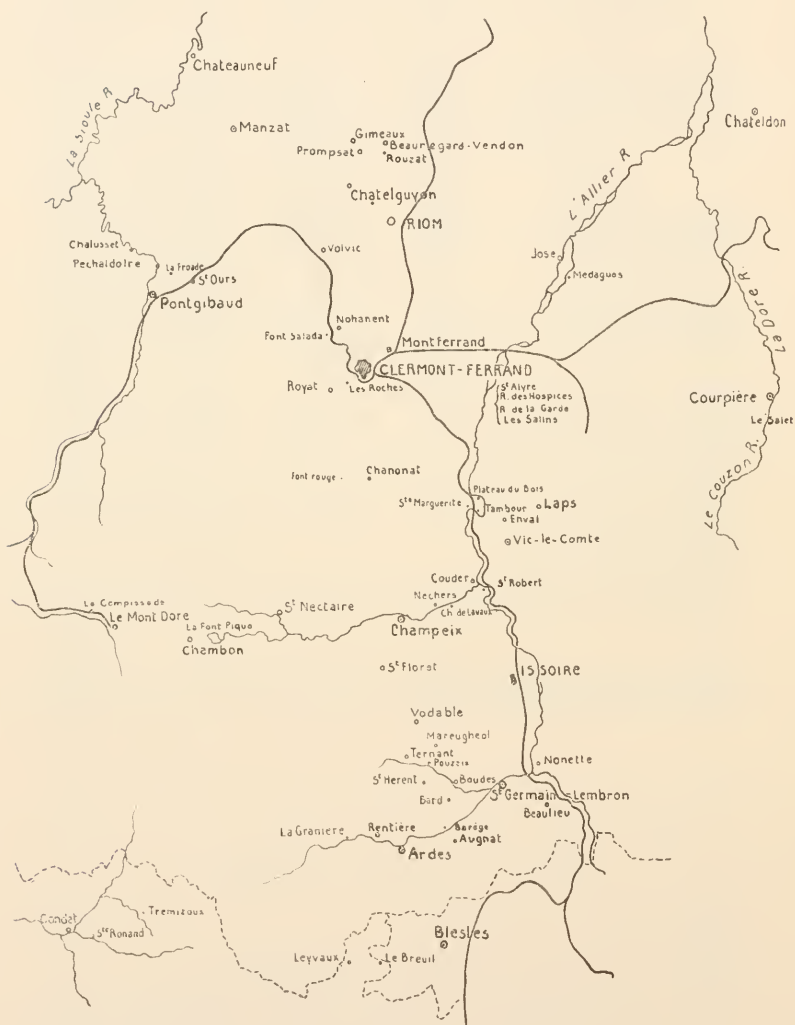 Chateauneuf
La Sioule R
Manzat
Gimeaux
Beauregard-Vendon
Prompsat
Rouzat
Chateldon
L'Allier R
Chatelguyon
RIOM
Chalusset
Volvic
Pechaldoire
La Froade
St Ours
Jose
Medagues
Pontgibaud
La Dore R.
Nohanent
Font Salada
Montferrand
CLERMONT-FERRAND
Royat
Les Roches
St Alyre
R. des Hospices
R de la Garde
Les Salins
Courpière
Le Salet
Le Couzon R.
Font rouge
Chanonat
Plateau du Bois
Ste Marguerite
Tambour
Laps
Enval
Vic-le-Comte
Couder
St Robert
Nechers
Ch. de Lavaux
La Compissade
Le Mont Dore
St Nectaire
La Font Pique
Chambon
Champeix
St Floret
ISSOIRE
Vodable
Mareugheol
Ternant
Pouzzix
Nonette
St Herent
Boudes
St Germain-Lembron
Bard
Beaulieu
La Graniere
Rentière
Barège
Augnat
Ardes
Tremizous
Condat
Ste Ronand
Blesles
Leyvaux
Le Breuil